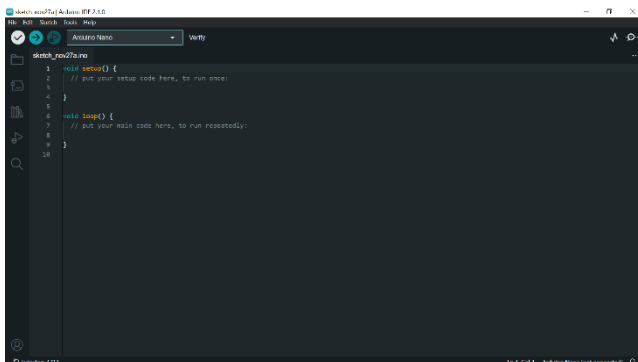 sketch_nov27a | Arduino IDE 2.1.0
File Edit Sketch Tools Help
Arduino Nano
Verify
sketch_nov27a.ino
1 void setup() {
2 // put your setup code here, to run once:
3
4 }
5
6 void loop() {
7 // put your main code here, to run repeatedly:
8
9 }
10